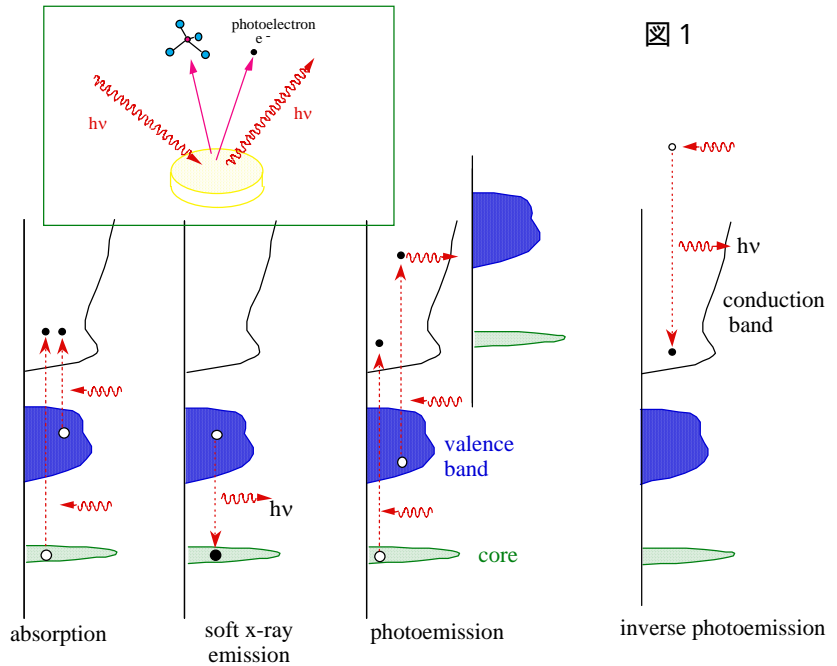 図 1
photoelectron
e -
hν
hν
hν
conduction
band
valence
band
hν
core
absorption
soft x-ray
emission
photoemission
inverse photoemission